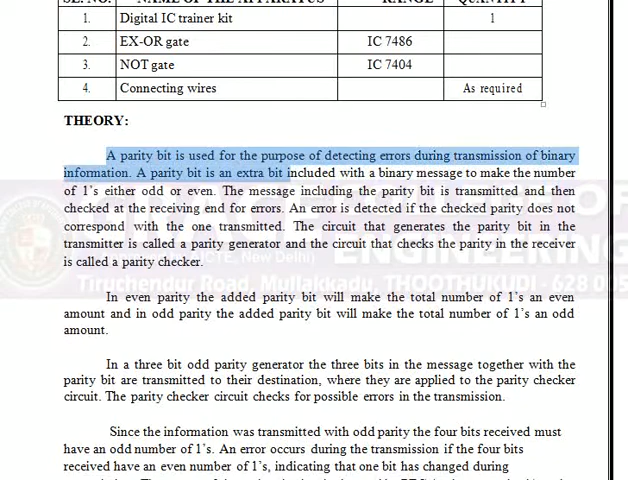 SL. NO. NAME OF THE APPARATUS RANGE QUANTITY
1. Digital IC trainer kit 1
2. EX-OR gate IC 7486
3. NOT gate IC 7404
4. Connecting wires As required
THEORY:
A parity bit is used for the purpose of detecting errors during transmission of binary
information. A parity bit is an extra bit included with a binary message to make the number
of 1's either odd or even. The message including the parity bit is transmitted and then
checked at the receiving end for errors. An error is detected if the checked parity does not
correspond with the one transmitted. The circuit that generates the parity bit in the
transmitter is called a parity generator and the circuit that checks the parity in the receiver
is called a parity checker.
ENGINEERING
Tiruchendur Road, Mullakkadu, THOOTHUKUDI - 628 005
In even parity the added parity bit will make the total number of 1's an even
amount and in odd parity the added parity bit will make the total number of 1's an odd
amount.
In a three bit odd parity generator the three bits in the message together with the
parity bit are transmitted to their destination, where they are applied to the parity checker
circuit. The parity checker circuit checks for possible errors in the transmission.
Since the information was transmitted with odd parity the four bits received must
have an odd number of 1's. An error occurs during the transmission if the four bits
received have an even number of 1's, indicating that one bit has changed during